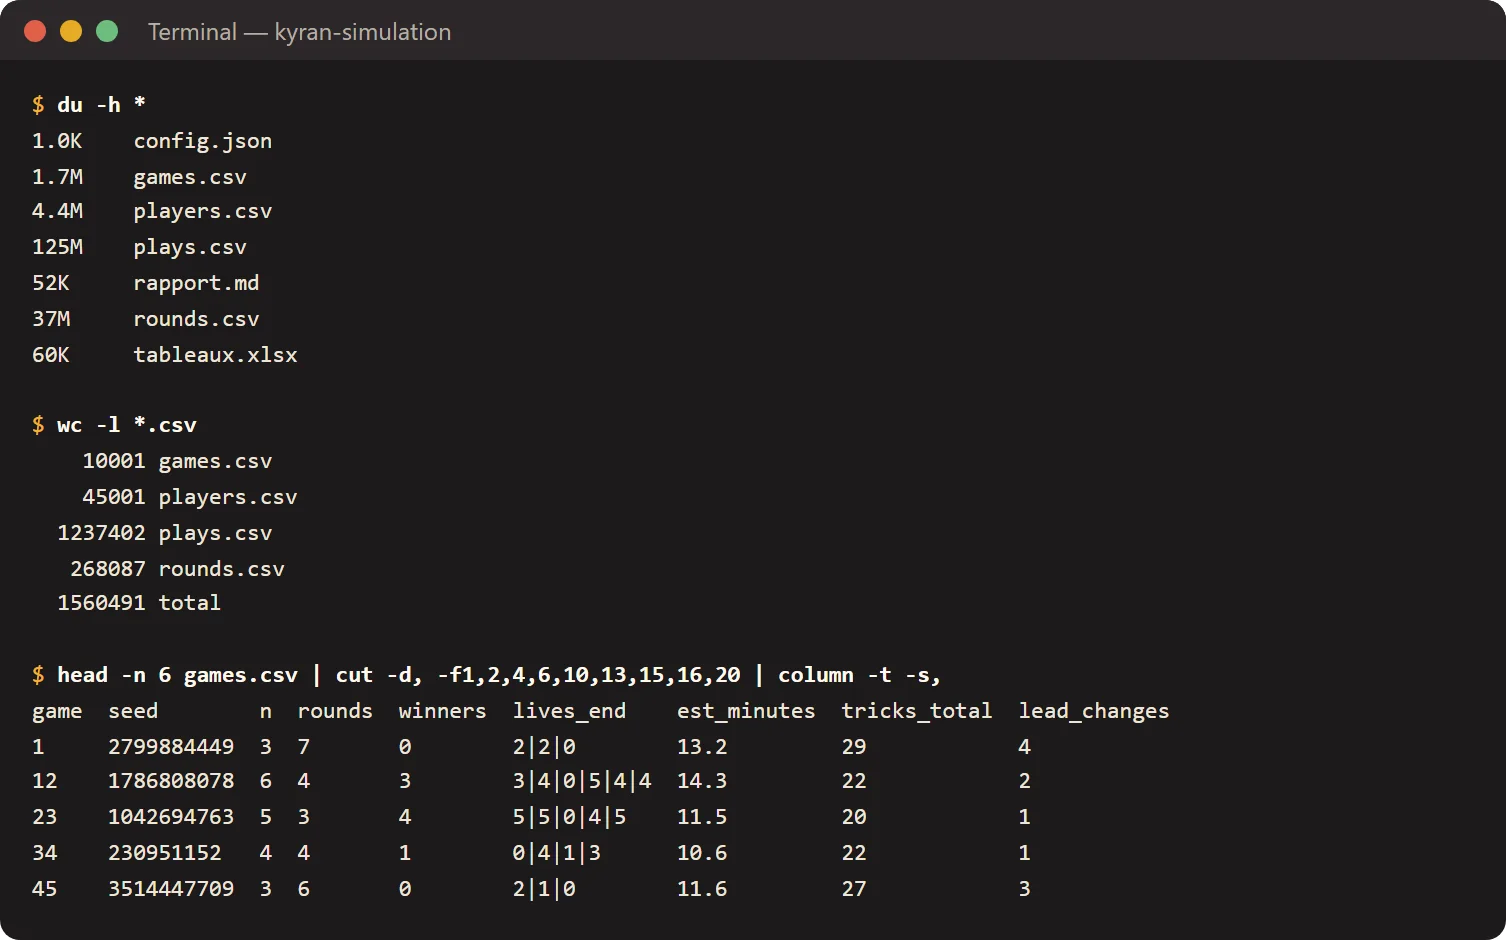 Terminal — kyran-simulation
$ du -h *
1.0K    config.json
1.7M    games.csv
4.4M    players.csv
125M    plays.csv
52K     rapport.md
37M     rounds.csv
60K     tableaux.xlsx
$ wc -l *.csv
    10001 games.csv
    45001 players.csv
  1237402 plays.csv
   268087 rounds.csv
  1560491 total
$ head -n 6 games.csv | cut -d, -f1,2,4,6,10,13,15,16,20 | column -t -s,
game  seed        n  rounds  winners  lives_end    est_minutes  tricks_total  lead_changes
1     2799884449  3  7       0        2|2|0        13.2         29            4
12    1786808078  6  4       3        3|4|0|5|4|4  14.3         22            2
23    1042694763  5  3       4        5|5|0|4|5    11.5         20            1
34    230951152   4  4       1        0|4|1|3      10.6         22            1
45    3514447709  3  6       0        2|1|0        11.6         27            3